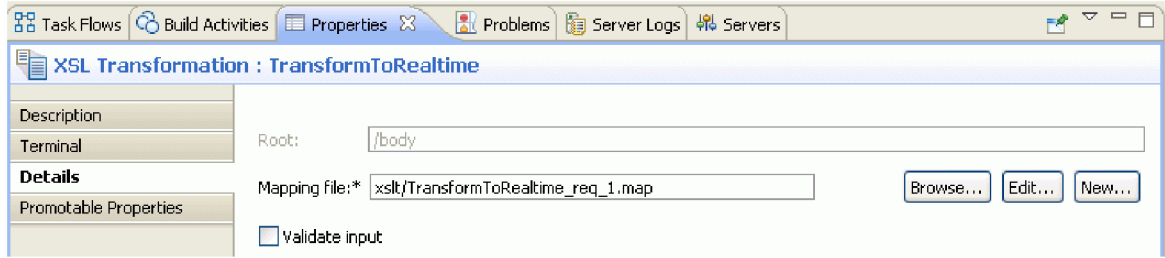 Task Flows Build Activities Properties Problems Server Logs Servers
XSL Transformation : TransformToRealtime
Description
Terminal
Details
Promotable Properties
Root: /body
Mapping file:* xslt/TransformToRealtime_req_1.map Browse... Edit... New...
Validate input